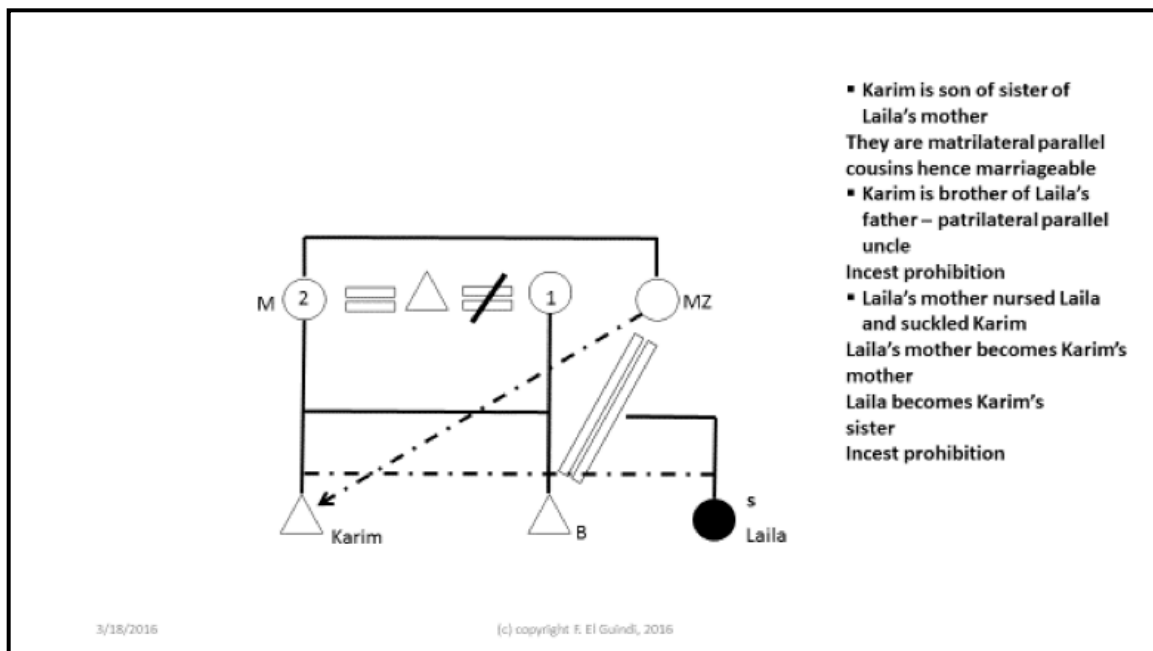 ▪ Karim is son of sister of
Laila's mother
They are matrilateral parallel
cousins hence marriageable
▪ Karim is brother of Laila's
father – patrilateral parallel
uncle
Incest prohibition
▪ Laila's mother nursed Laila
and suckled Karim
Laila's mother becomes Karim's
mother
Laila becomes Karim's
sister
Incest prohibition
M 2 1 MZ
s
Karim B Laila
3/18/2016 (c) copyright F. El Guindi, 2016